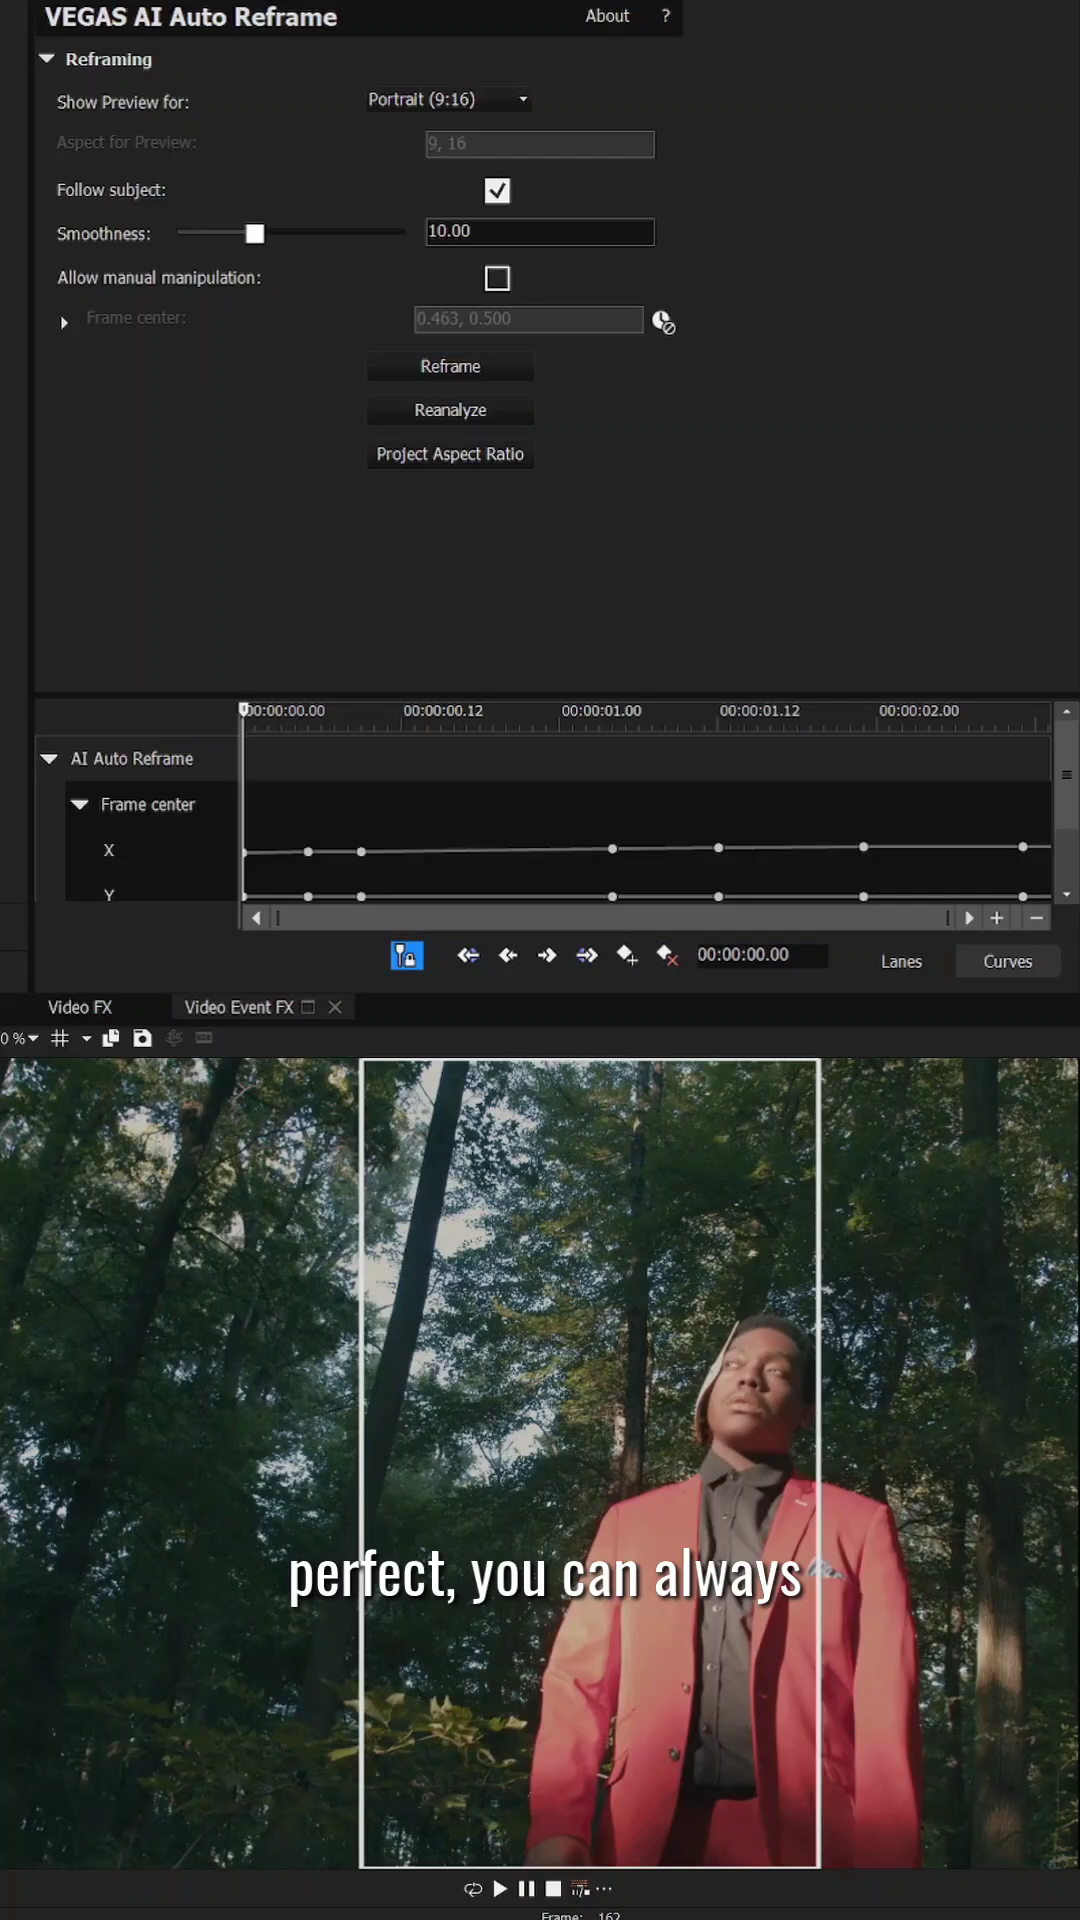 VEGAS AI Auto Reframe
About
?
Reframing
Show Preview for:
Portrait (9:16)
Aspect for Preview:
9, 16
Follow subject:
Smoothness:
10.00
Allow manual manipulation:
Frame center:
0.463, 0.500
Reframe
Reanalyze
Project Aspect Ratio
00:00:00.00
00:00:00.12
00:00:01.00
00:00:01.12
00:00:02.00
AI Auto Reframe
Frame center
X
Y
00:00:00.00
Lanes
Curves
Video FX
Video Event FX
0 %
perfect, you can always
Frame: 162